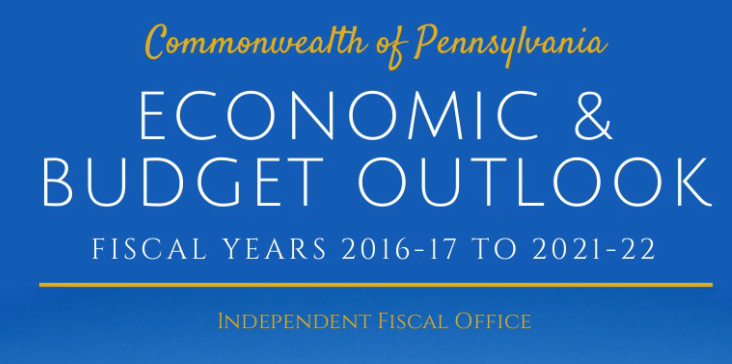 Commonwealth of Pennsylvania
ECONOMIC &
BUDGET OUTLOOK
FISCAL YEARS 2016-17 TO 2021-22
INDEPENDENT FISCAL OFFICE